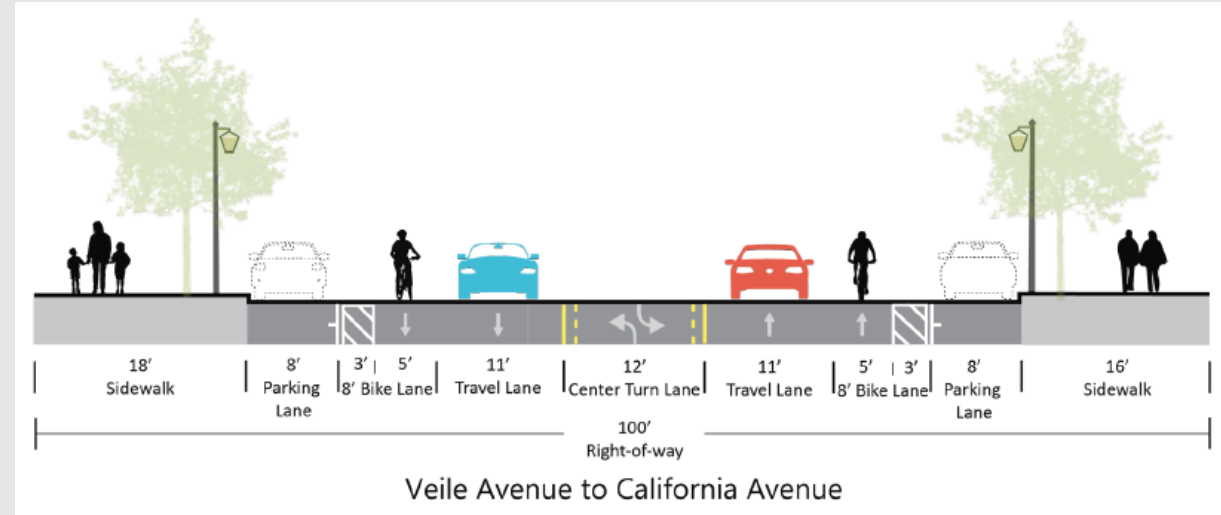 18'
Sidewalk
8'
Parking
Lane
3' | 5'
8' Bike Lane
11'
Travel Lane
12'
Center Turn Lane
11'
Travel Lane
5' | 3'
8' Bike Lane
8'
Parking
Lane
16'
Sidewalk
100'
Right-of-way
Veile Avenue to California Avenue